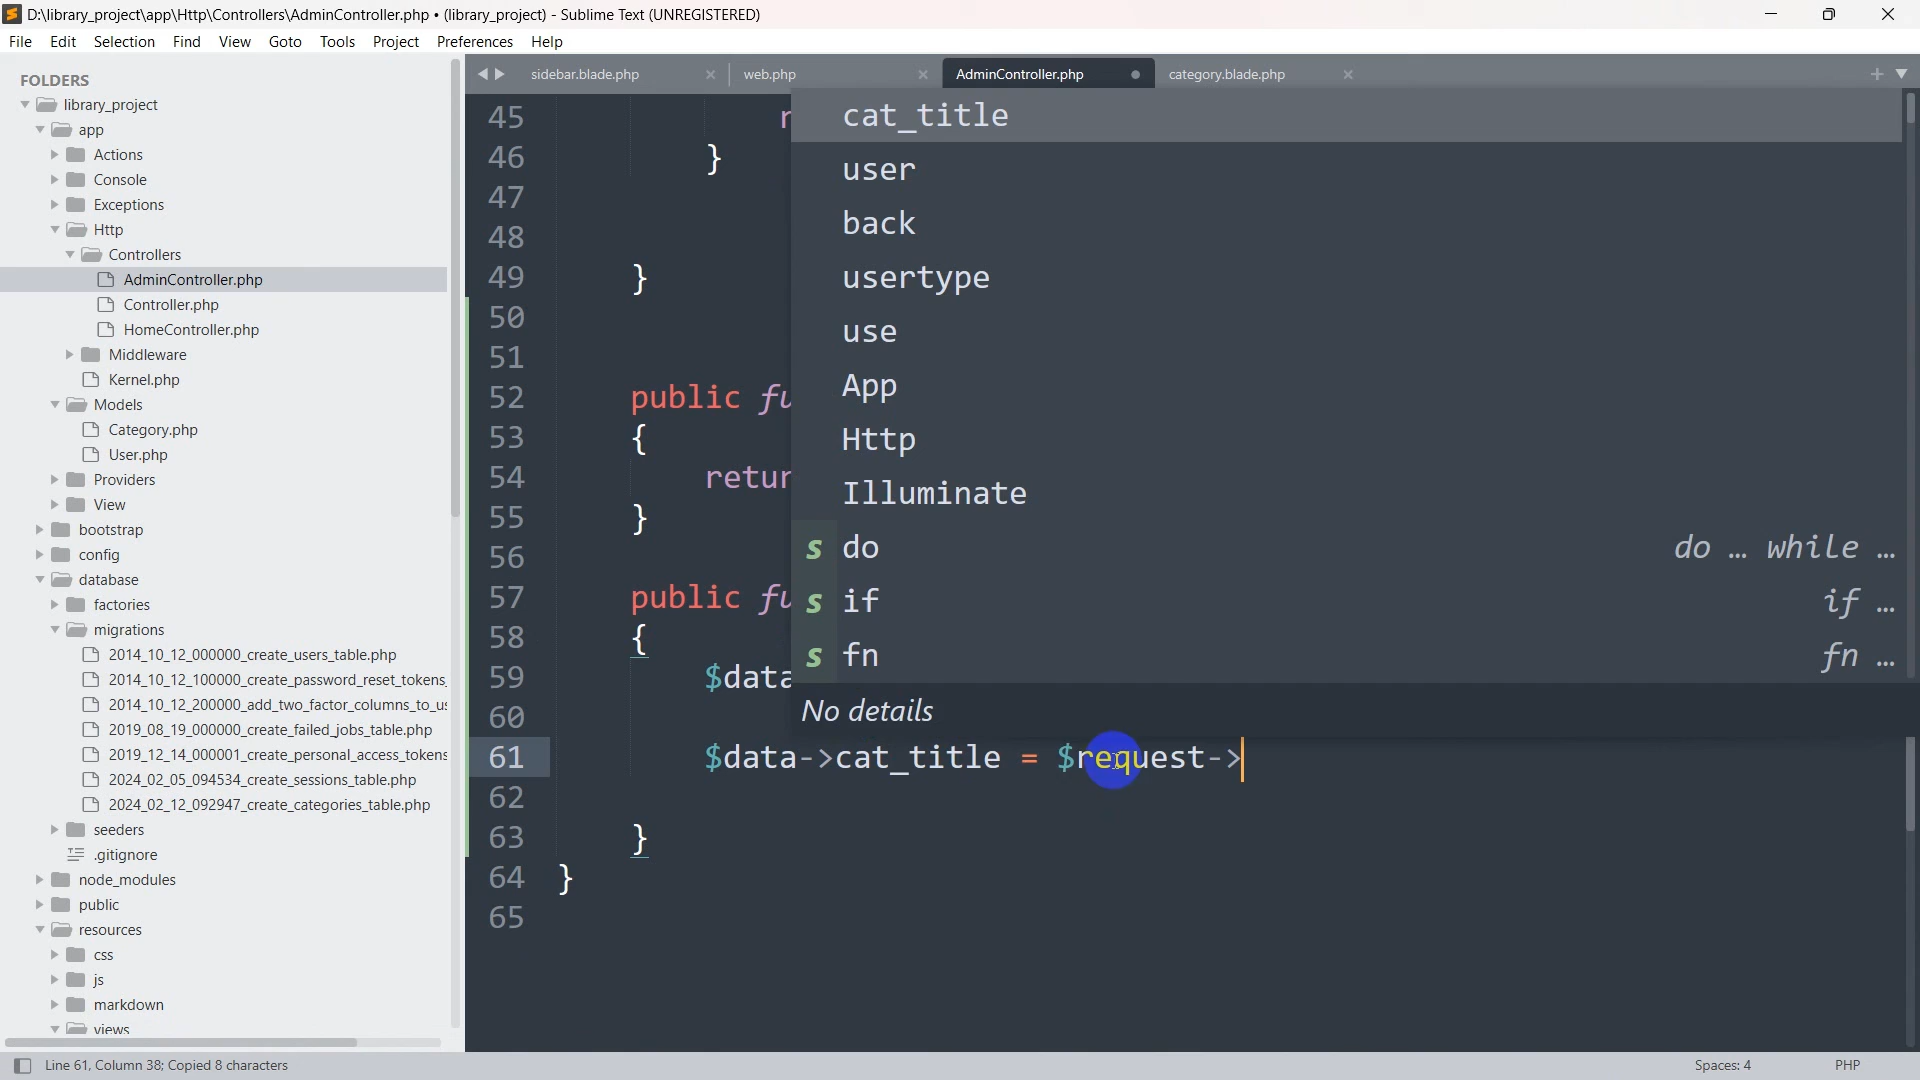 D:\library_project\app\Http\Controllers\AdminController.php • (library_project) - Sublime Text (UNREGISTERED)
File Edit Selection Find View Goto Tools Project Preferences Help
FOLDERS
library_project
app
Actions
Console
Exceptions
Http
Controllers
AdminController.php
Controller.php
HomeController.php
Middleware
Kernel.php
Models
Category.php
User.php
Providers
View
bootstrap
config
database
factories
migrations
2014_10_12_000000_create_users_table.php
2014_10_12_100000_create_password_reset_tokens_
2014_10_12_200000_add_two_factor_columns_to_us
2019_08_19_000000_create_failed_jobs_table.php
2019_12_14_000001_create_personal_access_tokens
2024_02_05_094534_create_sessions_table.php
2024_02_12_092947_create_categories_table.php
seeders
.gitignore
node_modules
public
resources
css
js
markdown
views
sidebar.blade.php web.php AdminController.php category.blade.php
45 r
46 }
47
48
49 }
50
51
52 public fu
53 {
54 retur
55 }
56
57 public fu
58 {
59 $data
60
61 $data->cat_title = $request->
62
63 }
64 }
65
cat_title
user
back
usertype
use
App
Http
Illuminate
s do do … while …
s if if …
s fn fn …
No details
Line 61, Column 38; Copied 8 characters Spaces: 4 PHP